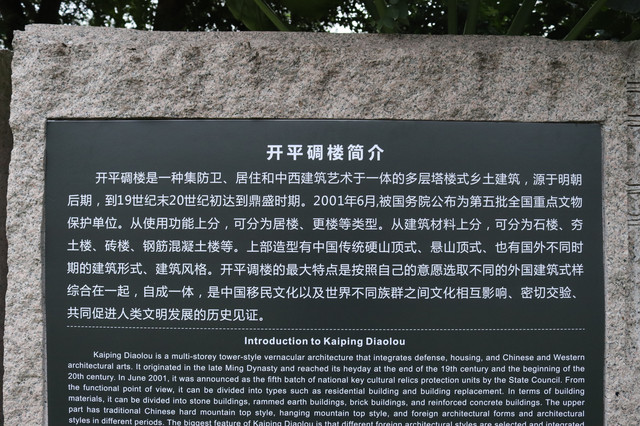 开平碉楼简介
开平碉楼是一种集防卫、居住和中西建筑艺术于一体的多层塔楼式乡土建筑，源于明朝
后期，到19世纪末20世纪初达到鼎盛时期。2001年6月，被国务院公布为第五批全国重点文物
保护单位。从使用功能上分，可分为居楼、更楼等类型。从建筑材料上分，可分为石楼、夯
土楼、砖楼、钢筋混凝土楼等。上部造型有中国传统硬山顶式、悬山顶式、也有国外不同时
期的建筑形式、建筑风格。开平碉楼的最大特点是按照自己的意愿选取不同的外国建筑式样
综合在一起，自成一体，是中国移民文化以及世界不同族群之间文化相互影响、密切交验、
共同促进人类文明发展的历史见证。
Introduction to Kaiping Diaolou
Kaiping Diaolou is a multi-storey tower-style vernacular architecture that integrates defense, housing, and Chinese and Western
architectural arts. It originated in the late Ming Dynasty and reached its heyday at the end of the 19th century and the beginning of the
20th century. In June 2001, it was announced as the fifth batch of national key cultural relics protection units by the State Council. From
the functional point of view, it can be divided into types such as residential building and building replacement. In terms of building
materials, it can be divided into stone buildings, rammed earth buildings, brick buildings, and reinforced concrete buildings. The upper
part has traditional Chinese hard mountain top style, hanging mountain top style, and foreign architectural forms and architectural
styles in different periods. The biggest feature of Kaiping Diaolou is that different foreign architectural styles are selected and integrated